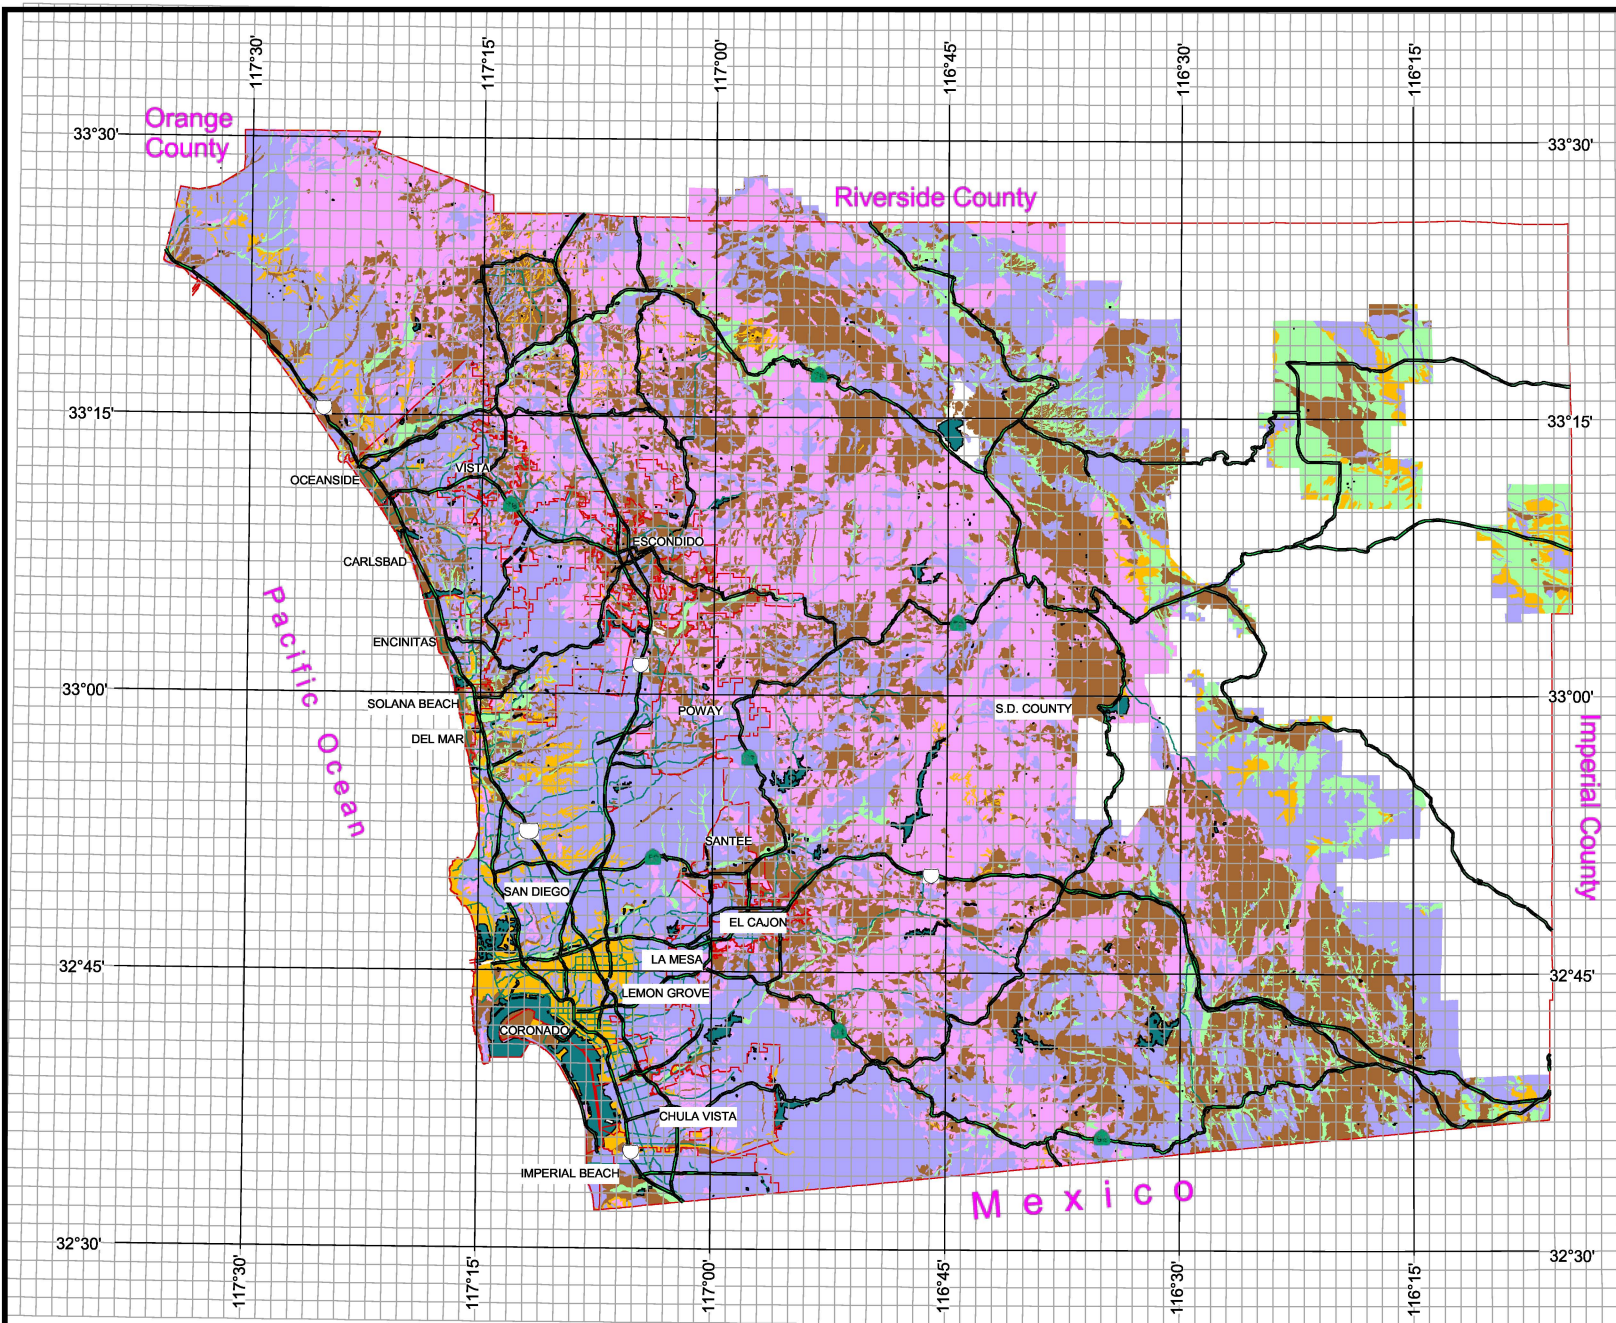 117°30'
117°15'
117°00'
116°45'
116°30'
116°15'
Orange
County
33°30'
33°30'
Riverside County
33°15'
33°15'
VISTA
OCEANSIDE
ESCONDIDO
CARLSBAD
Pacific Ocean
ENCINITAS
33°00'
33°00'
SOLANA BEACH
POWAY
S.D. COUNTY
DEL MAR
Imperial County
SANTEE
SAN DIEGO
EL CAJON
LA MESA
32°45'
32°45'
LEMON GROVE
CORONADO
CHULA VISTA
IMPERIAL BEACH
Mexico
32°30'
32°30'
117°30'
117°15'
117°00'
116°45'
116°30'
116°15'